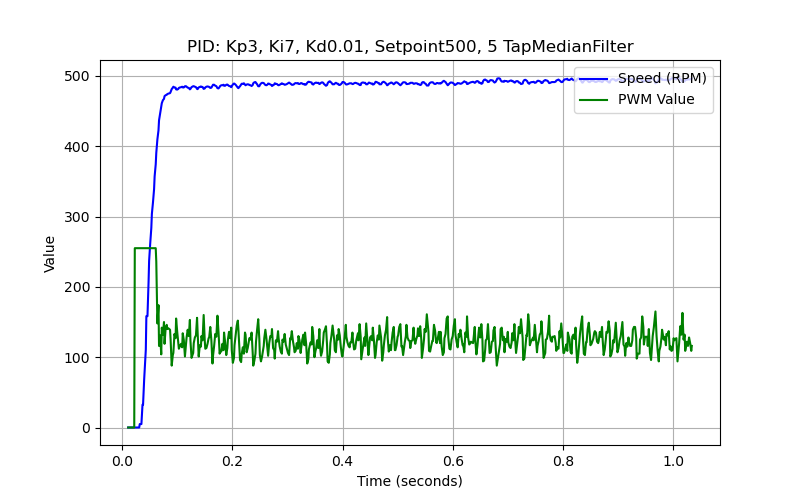 PID: Kp3, Ki7, Kd0.01, Setpoint500, 5 TapMedianFilter
Speed (RPM)
PWM Value
Value
500
400
300
200
100
0
0.0 0.2 0.4 0.6 0.8 1.0
Time (seconds)